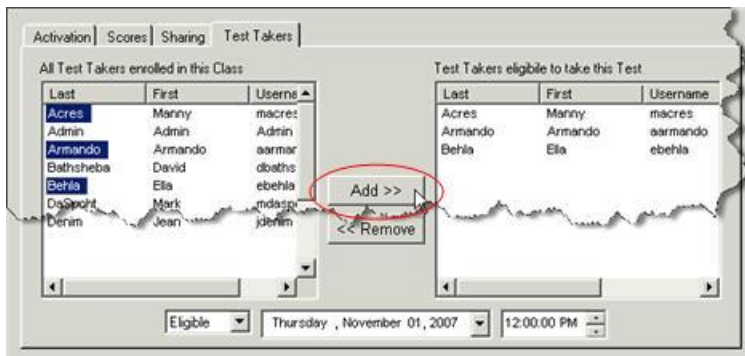 Activation Scores Sharing Test Takers
All Test Takers enrolled in this Class
Last First Userna
Acres Manny macres
Admin Admin Admin
Armando Armando aarmar
Bathsheba David dbaths
Behla Ella ebehla
DaSpcht Mark mdasp
Denim Jean jdenim
Add >>
<< Remove
Test Takers eligibile to take this Test
Last First Username
Acres Manny macres
Armando Armando aarmando
Behla Ella ebehla
Eligible Thursday , November 01, 2007 12:00:00 PM